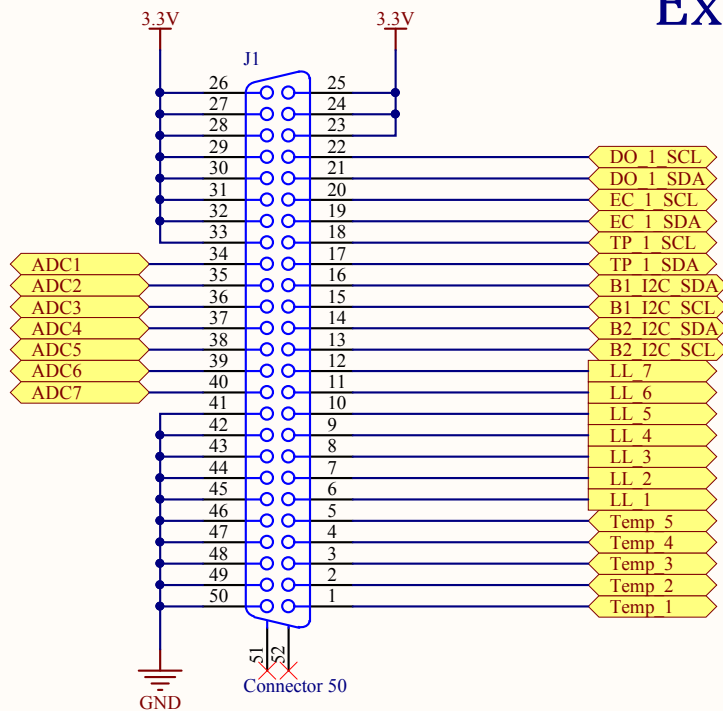 Ex
3.3V 3.3V
J1
26 25
27 24
28 23
29 22 DO_1_SCL
30 21 DO_1_SDA
31 20 EC_1_SCL
32 19 EC_1_SDA
33 18 TP_1_SCL
ADC1 34 17 TP_1_SDA
ADC2 35 16 B1_I2C_SDA
ADC3 36 15 B1_I2C_SCL
ADC4 37 14 B2_I2C_SDA
ADC5 38 13 B2_I2C_SCL
ADC6 39 12 LL_7
ADC7 40 11 LL_6
41 10 LL_5
42 9 LL_4
43 8 LL_3
44 7 LL_2
45 6 LL_1
46 5 Temp_5
47 4 Temp_4
48 3 Temp_3
49 2 Temp_2
50 1 Temp_1
51 52
Connector 50
GND